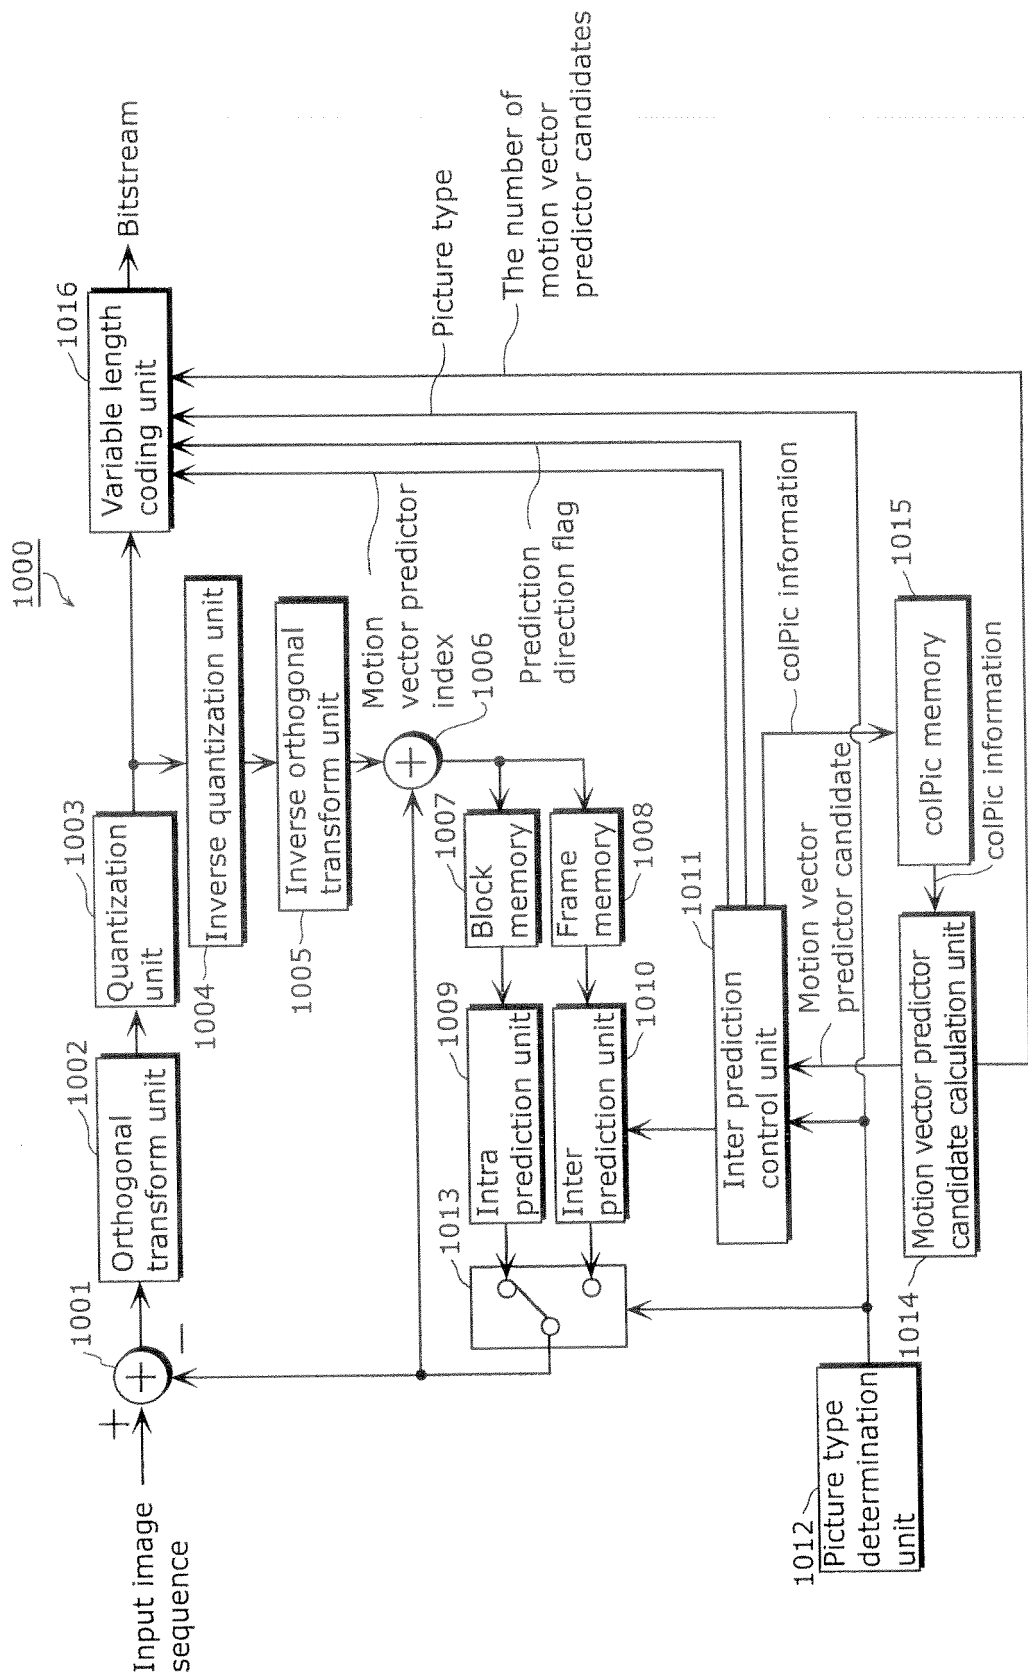 1000
Input image
sequence
+
−
1001
Orthogonal
transform unit
1002
Quantization
unit
1003
Variable length
coding unit
1016
Bitstream
1004
Inverse quantization unit
1005
Inverse orthogonal
transform unit
1006
Motion
vector predictor
index
Prediction
direction flag
Picture type
The number of
motion vector
predictor candidates
1013
Intra
prediction unit
1009
Block
memory
1007
Inter
prediction unit
1010
Frame
memory
1008
Inter prediction
control unit
1011
colPic information
Motion vector
predictor candidate
colPic memory
1015
colPic information
1012
Picture type
determination
unit
1014
Motion vector predictor
candidate calculation unit